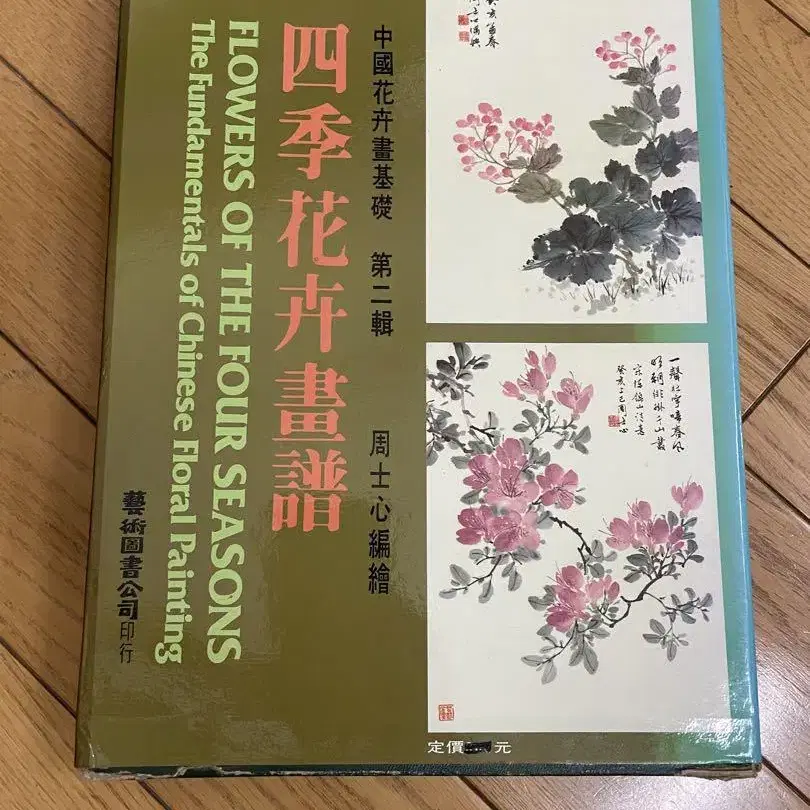 中國花卉畫基礎 第二輯 周士心編繪
四季花卉畫譜
FLOWERS OF THE FOUR SEASONS
The Fundamentals of Chinese Floral Painting
藝術圖書公司印行
癸亥
定價 元